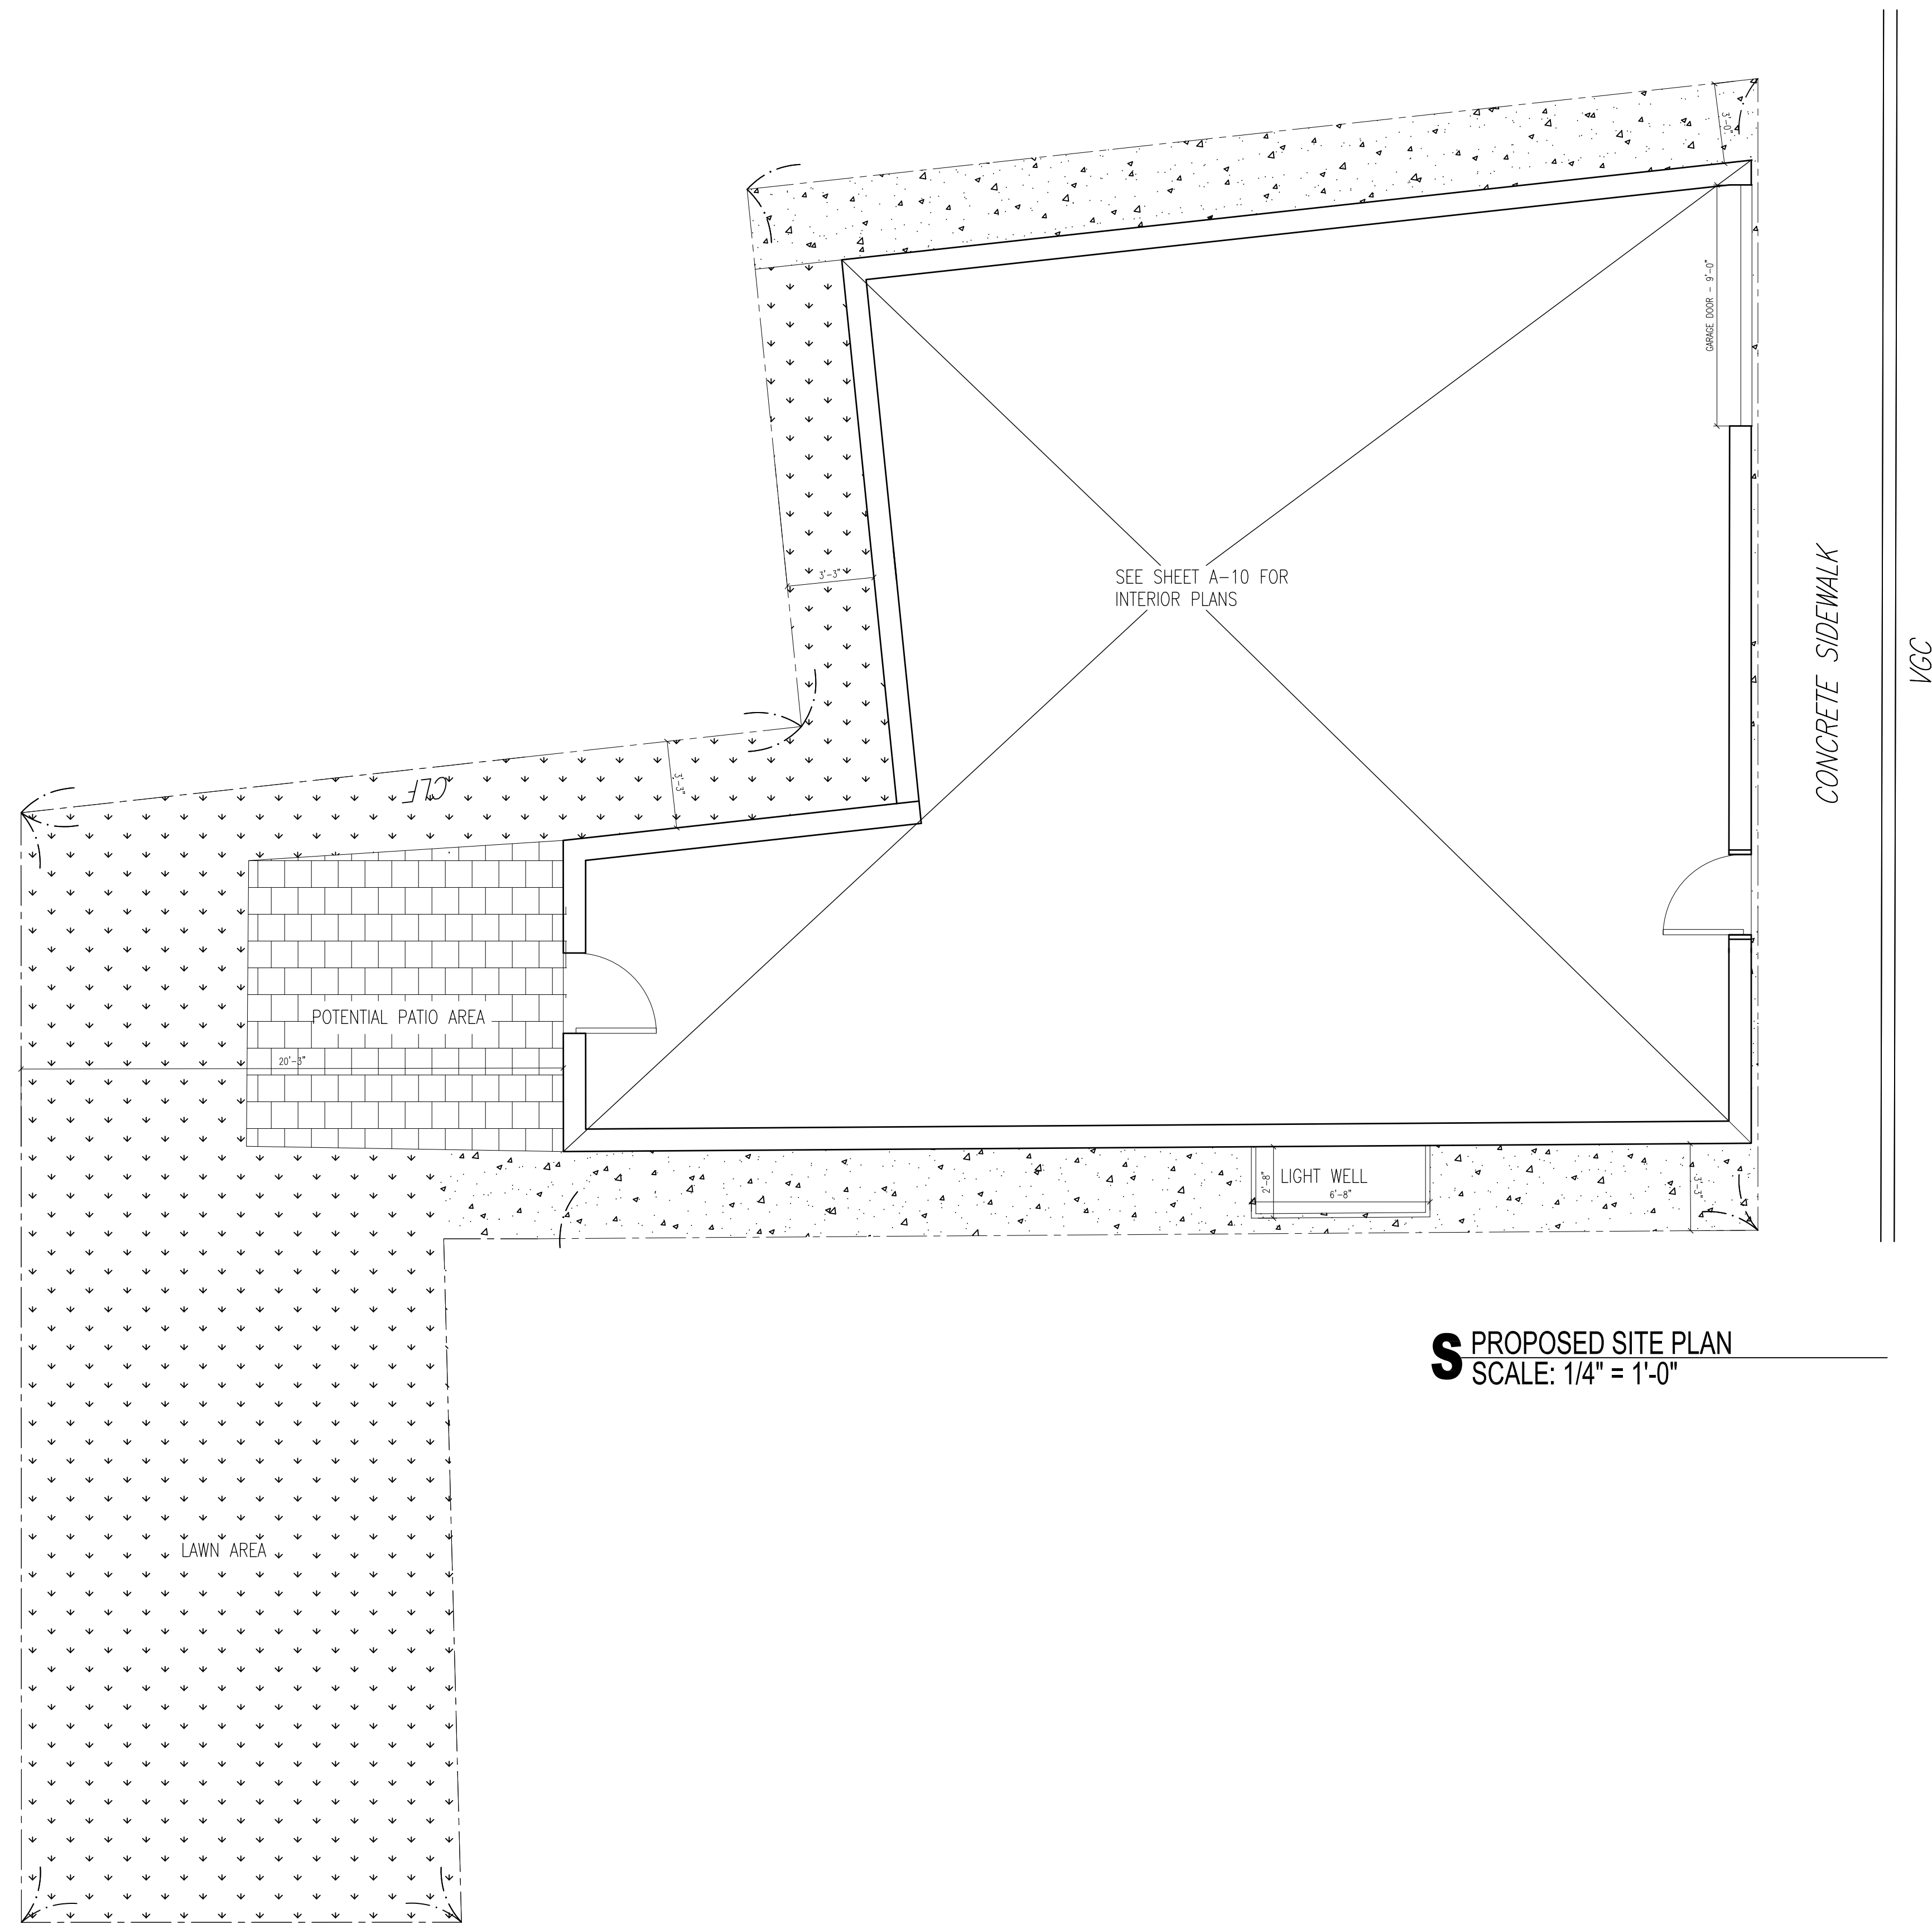 3'-0"
GARAGE DOOR - 9'-0"
SEE SHEET A-10 FOR
INTERIOR PLANS
3'-3"
CONCRETE SIDEWALK
VGC
CLF
3'-3"
POTENTIAL PATIO AREA
20'-3"
LIGHT WELL
2'-8"
6'-8"
3'-3"
S PROPOSED SITE PLAN
SCALE: 1/4" = 1'-0"
LAWN AREA